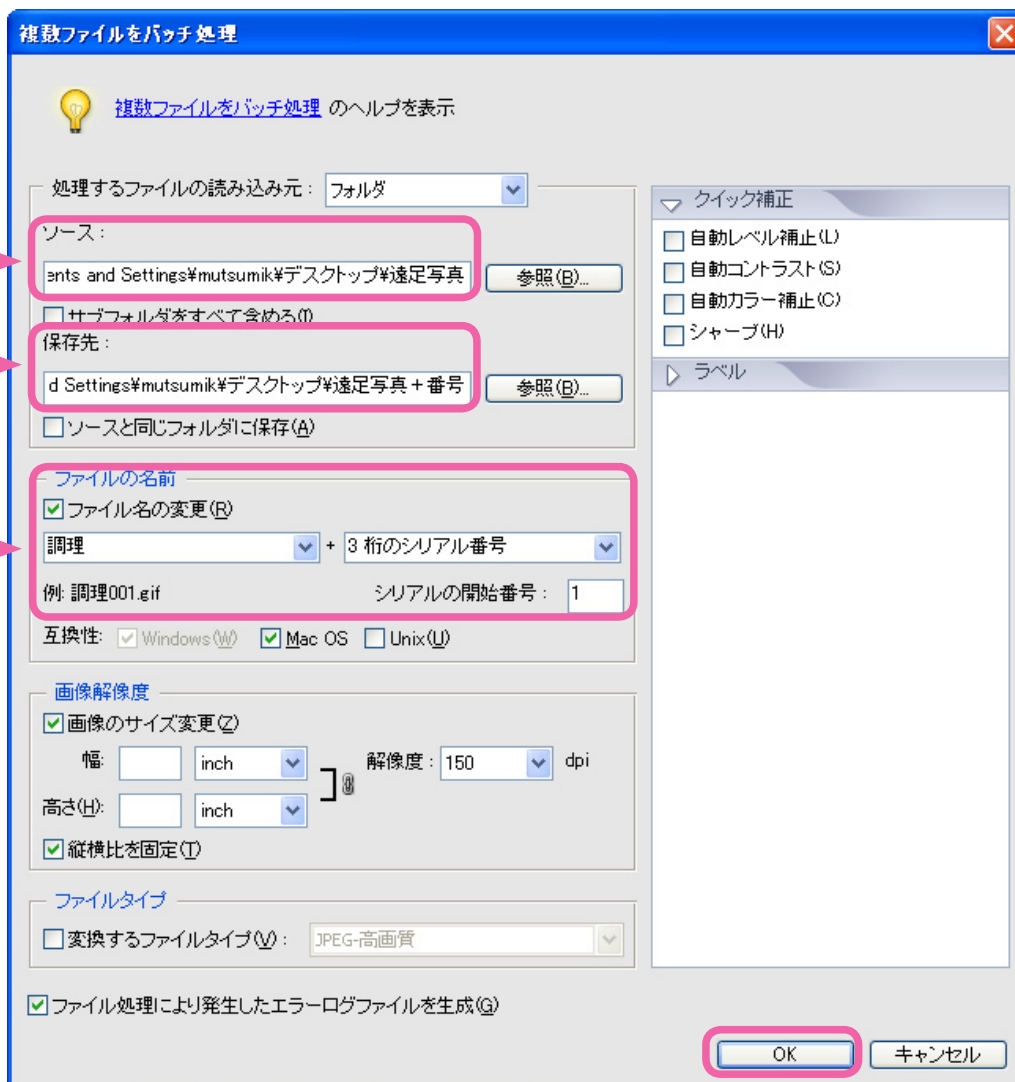 複数ファイルをバッチ処理
複数ファイルをバッチ処理 のヘルプを表示
処理するファイルの読み込み元： フォルダ
ソース：
ents and Settings¥mutsumik¥デスクトップ¥遠足写真 参照(B)...
サブフォルダをすべて含める(I)
保存先：
d Settings¥mutsumik¥デスクトップ¥遠足写真＋番号 参照(B)...
ソースと同じフォルダに保存(A)
ファイルの名前
ファイル名の変更(R)
調理 + 3 桁のシリアル番号
例: 調理001.gif シリアルの開始番号： 1
互換性: Windows(W) Mac OS Unix(U)
画像解像度
画像のサイズ変更(Z)
幅: inch 解像度： 150 dpi
高さ(H): inch
縦横比を固定(T)
ファイルタイプ
変換するファイルタイプ(V)： JPEG-高画質
ファイル処理により発生したエラーログファイルを生成(G)
クイック補正
自動レベル補正(L)
自動コントラスト(S)
自動カラー補正(C)
シャープ(H)
ラベル
OK キャンセル